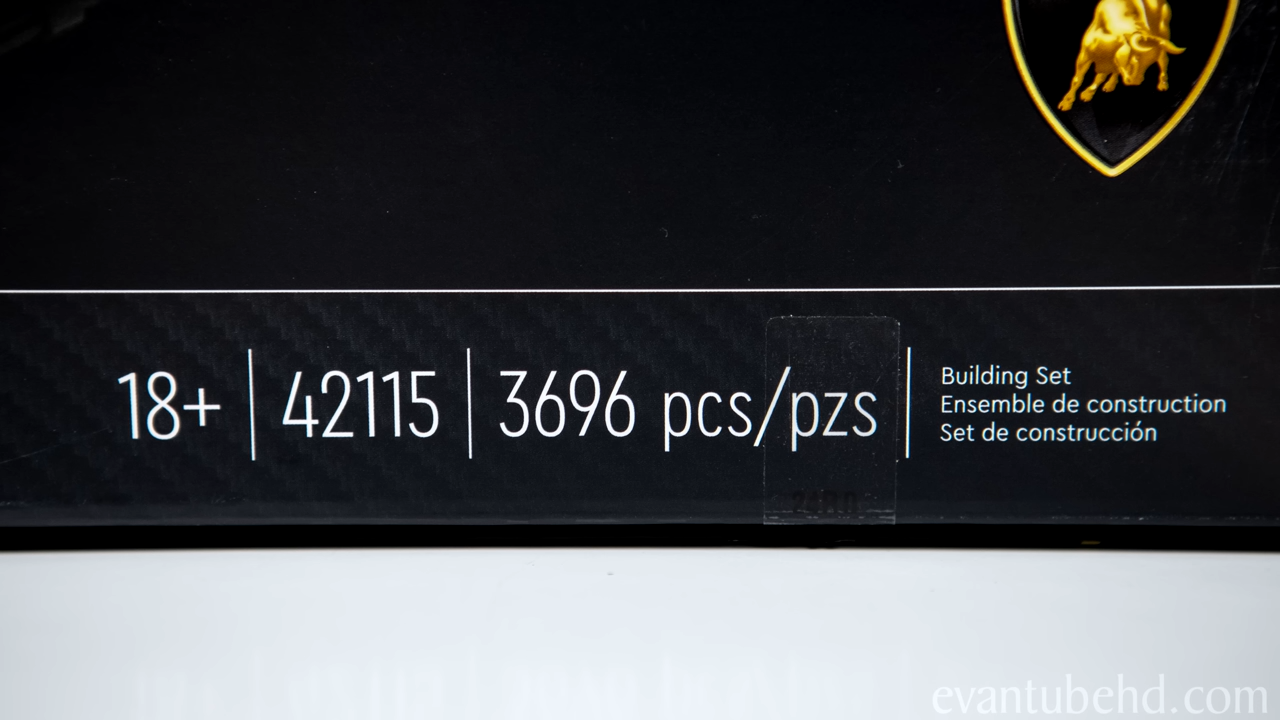 18+ 42115 3696 pcs/pzs
Building Set
Ensemble de construction
Set de construcción
evantubehd.com